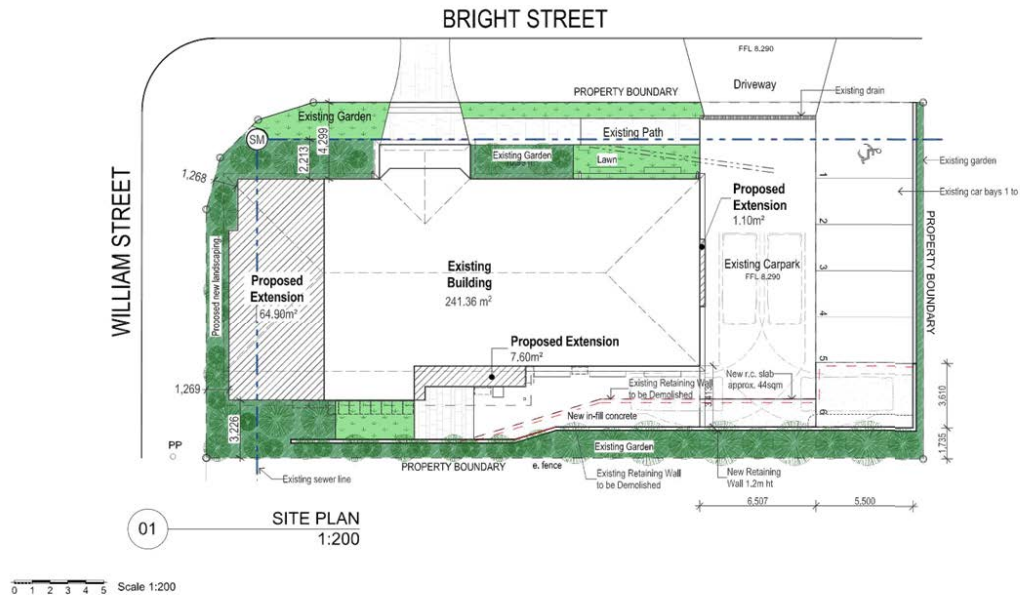 BRIGHT STREET
FFL 8.290
Driveway
PROPERTY BOUNDARY
Existing drain
Existing Garden
4,299
SM
Existing Path
2,213
Existing Garden
Lawn
Existing garden
1,268
WILLIAM STREET
Proposed
Extension
1.10m²
1
Existing car bays 1 to
2
PROPERTY BOUNDARY
Proposed new landscaping
Proposed
Extension
64.90m²
Existing
Building
241.36 m²
Existing Carpark
FFL 8.290
3
4
Proposed Extension
7.60m²
5
1,269
Existing Retaining Wall
to be Demolished
New r.c. slab
approx. 44sqm
3,610
3,226
New in-fill concrete
6
PP
Existing Garden
1,735
PROPERTY BOUNDARY
e. fence
Existing sewer line
Existing Retaining Wall
to be Demolished
New Retaining
Wall 1.2m ht
6,507
5,500
01
SITE PLAN
1:200
0 1 2 3 4 5
Scale 1:200